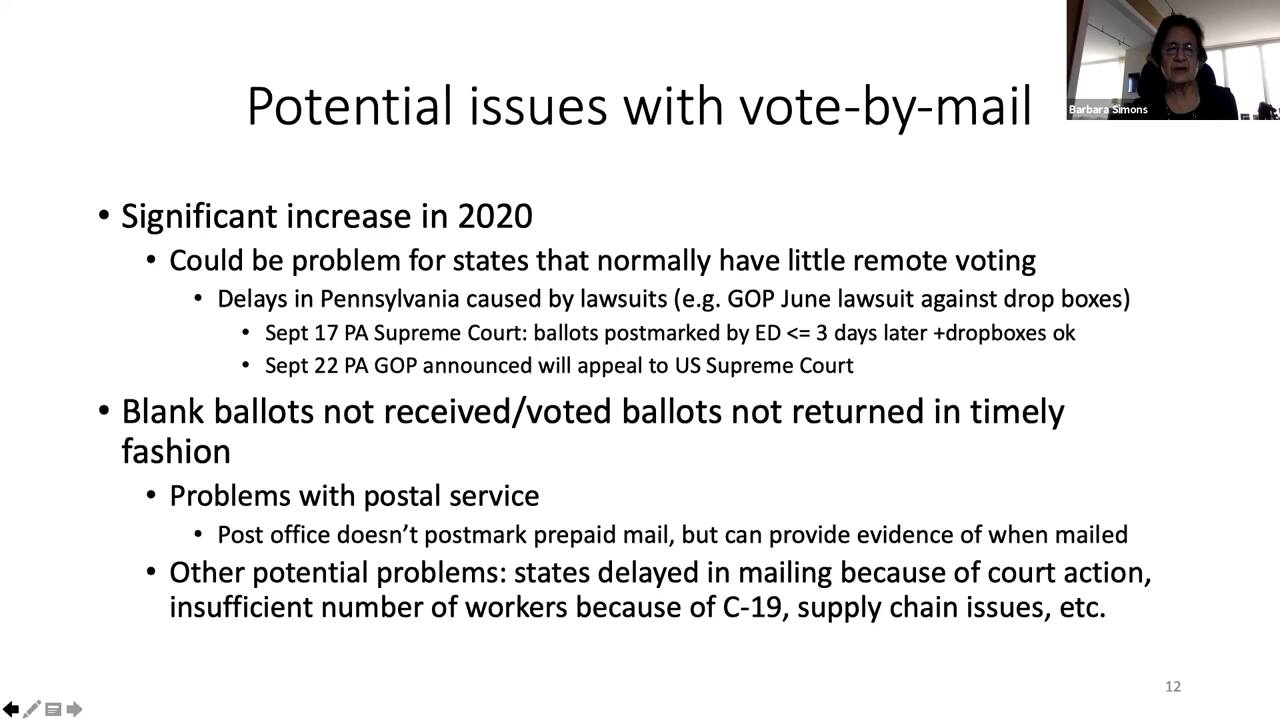 Barbara Simons
Potential issues with vote-by-mail
• Significant increase in 2020
• Could be problem for states that normally have little remote voting
• Delays in Pennsylvania caused by lawsuits (e.g. GOP June lawsuit against drop boxes)
• Sept 17 PA Supreme Court: ballots postmarked by ED <= 3 days later +dropboxes ok
• Sept 22 PA GOP announced will appeal to US Supreme Court
• Blank ballots not received/voted ballots not returned in timely
fashion
• Problems with postal service
• Post office doesn’t postmark prepaid mail, but can provide evidence of when mailed
• Other potential problems: states delayed in mailing because of court action,
insufficient number of workers because of C-19, supply chain issues, etc.
12